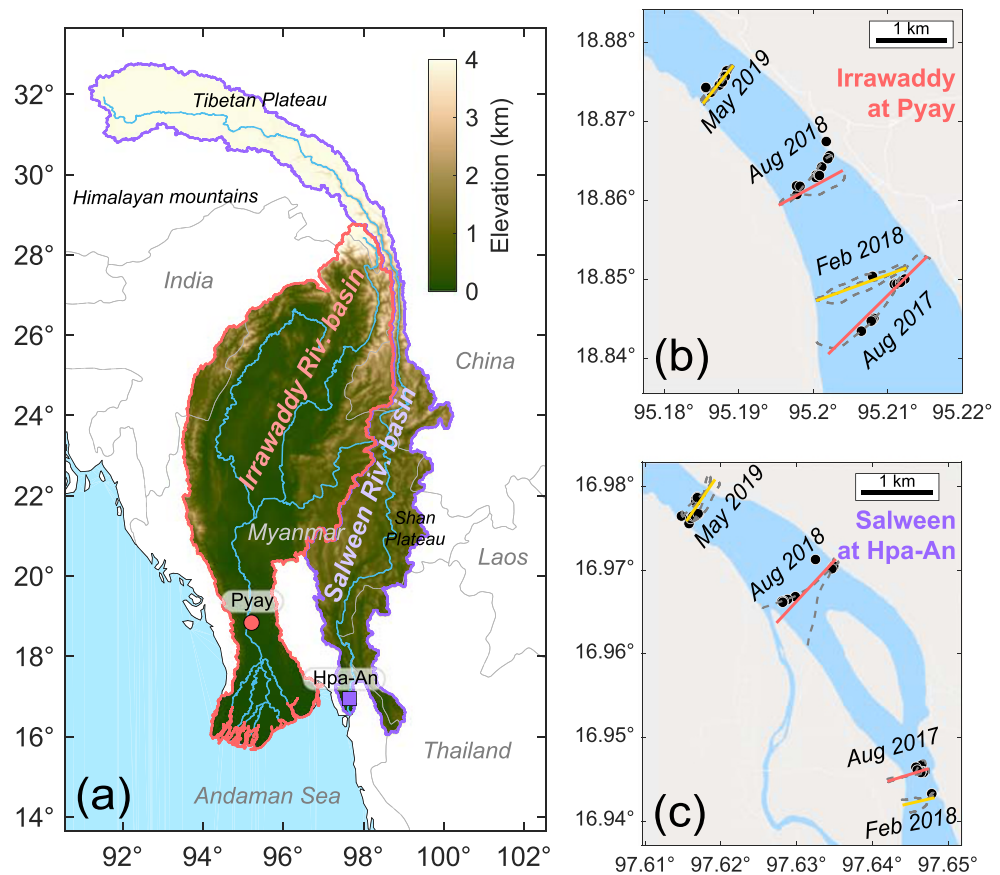 32°
30°
28°
26°
24°
22°
20°
18°
16°
14°
92°
94°
96°
98°
100°
102°
Tibetan Plateau
Himalayan mountains
India
China
Irrawaddy Riv. basin
Salween Riv. basin
Myanmar
Shan
Plateau
Laos
Pyay
Hpa-An
Thailand
Andaman Sea
(a)
4
3
2
1
0
Elevation (km)
18.88°
18.87°
18.86°
18.85°
18.84°
95.18°
95.19°
95.2°
95.21°
95.22°
1 km
Irrawaddy
at Pyay
May 2019
Aug 2018
Feb 2018
Aug 2017
(b)
16.98°
16.97°
16.96°
16.95°
16.94°
97.61°
97.62°
97.63°
97.64°
97.65°
1 km
Salween
at Hpa-An
May 2019
Aug 2018
Aug 2017
Feb 2018
(c)